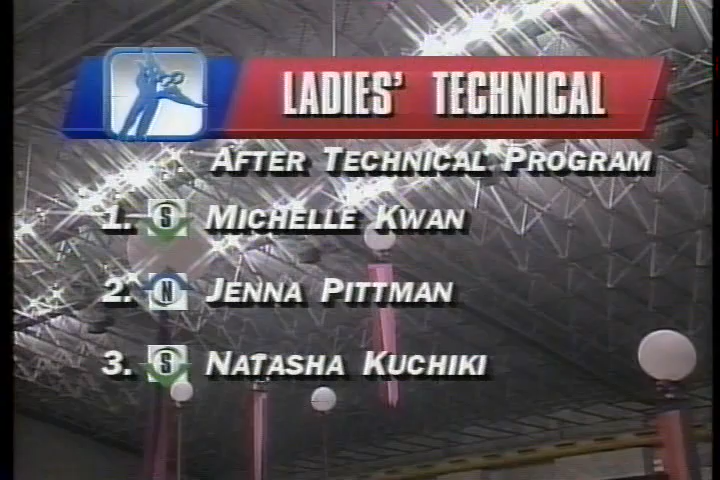 LADIES' TECHNICAL
AFTER TECHNICAL PROGRAM
1. S MICHELLE KWAN
2. N JENNA PITTMAN
3. S NATASHA KUCHIKI